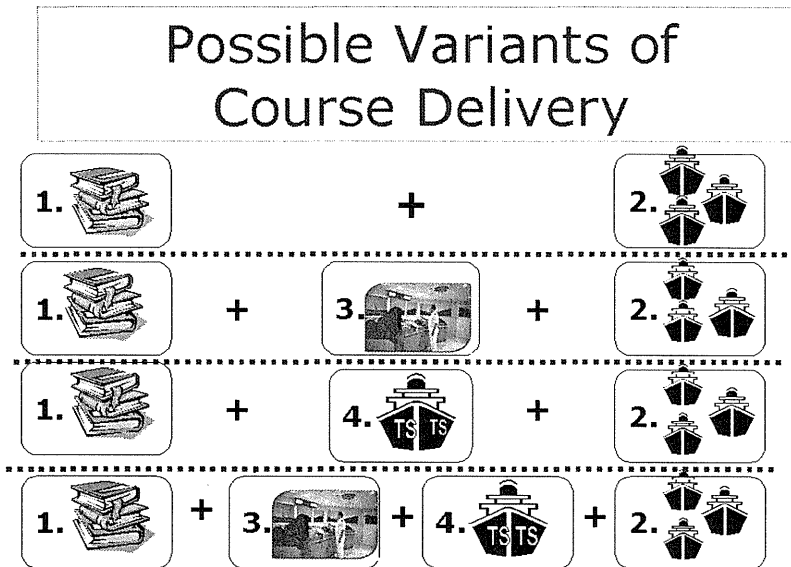 Possible Variants of
Course Delivery
1. + 2.
1. + 3. + 2.
1. + 4. TS TS + 2.
1. + 3. + 4. TS TS + 2.